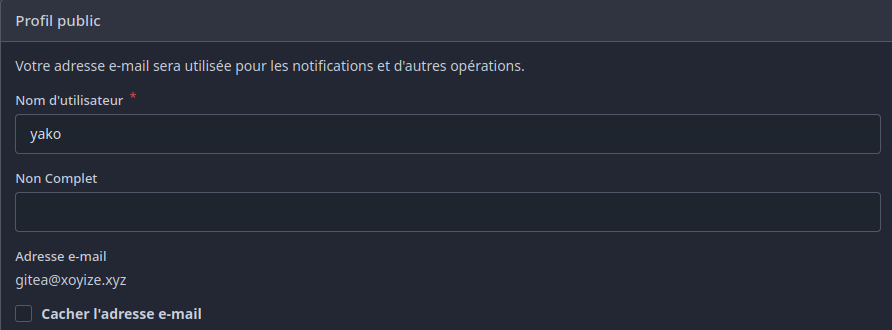 Profil public
Votre adresse e-mail sera utilisée pour les notifications et d'autres opérations.
Nom d'utilisateur *
yako
Non Complet
Adresse e-mail
gitea@xoyize.xyz
Cacher l'adresse e-mail